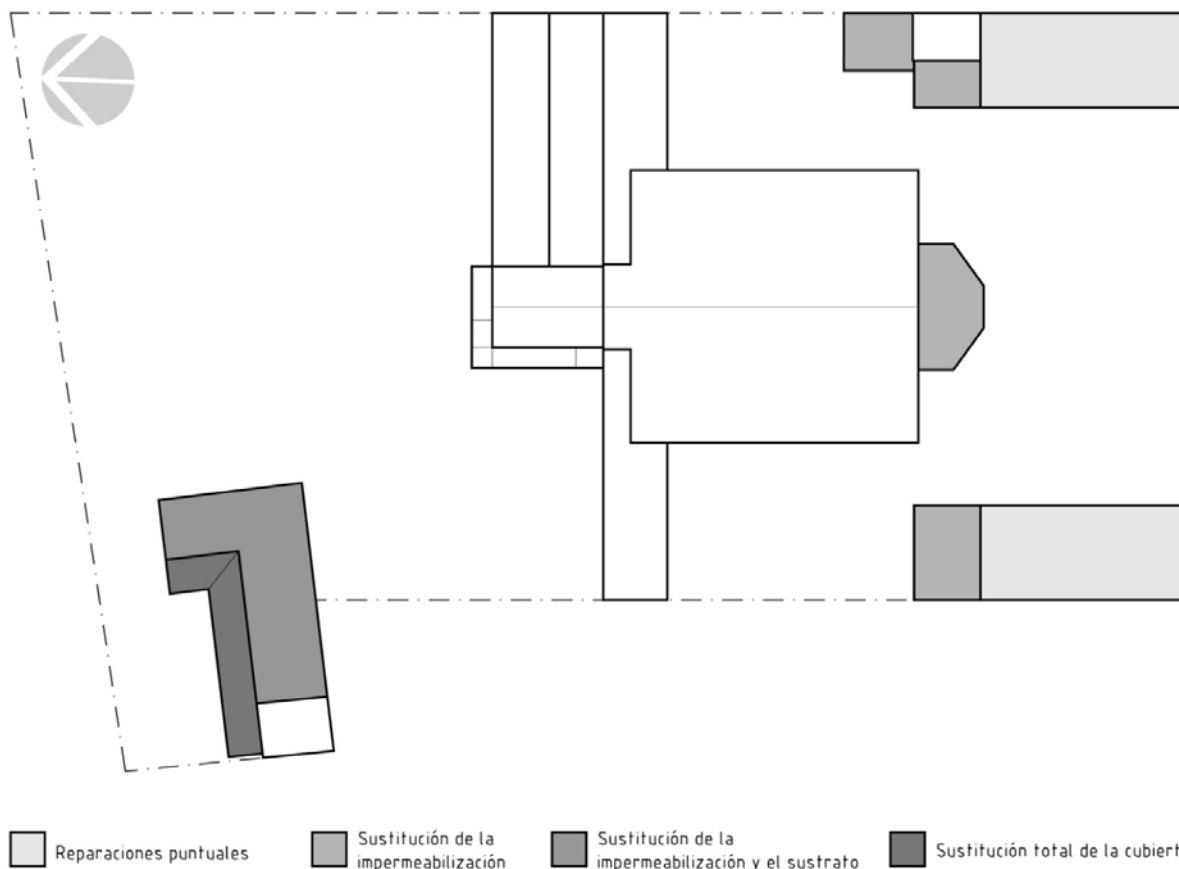 Reparaciones puntuales
Sustitución de la
impermeabilización
Sustitución de la
impermeabilización y el sustrato
Sustitución total de la cubiert